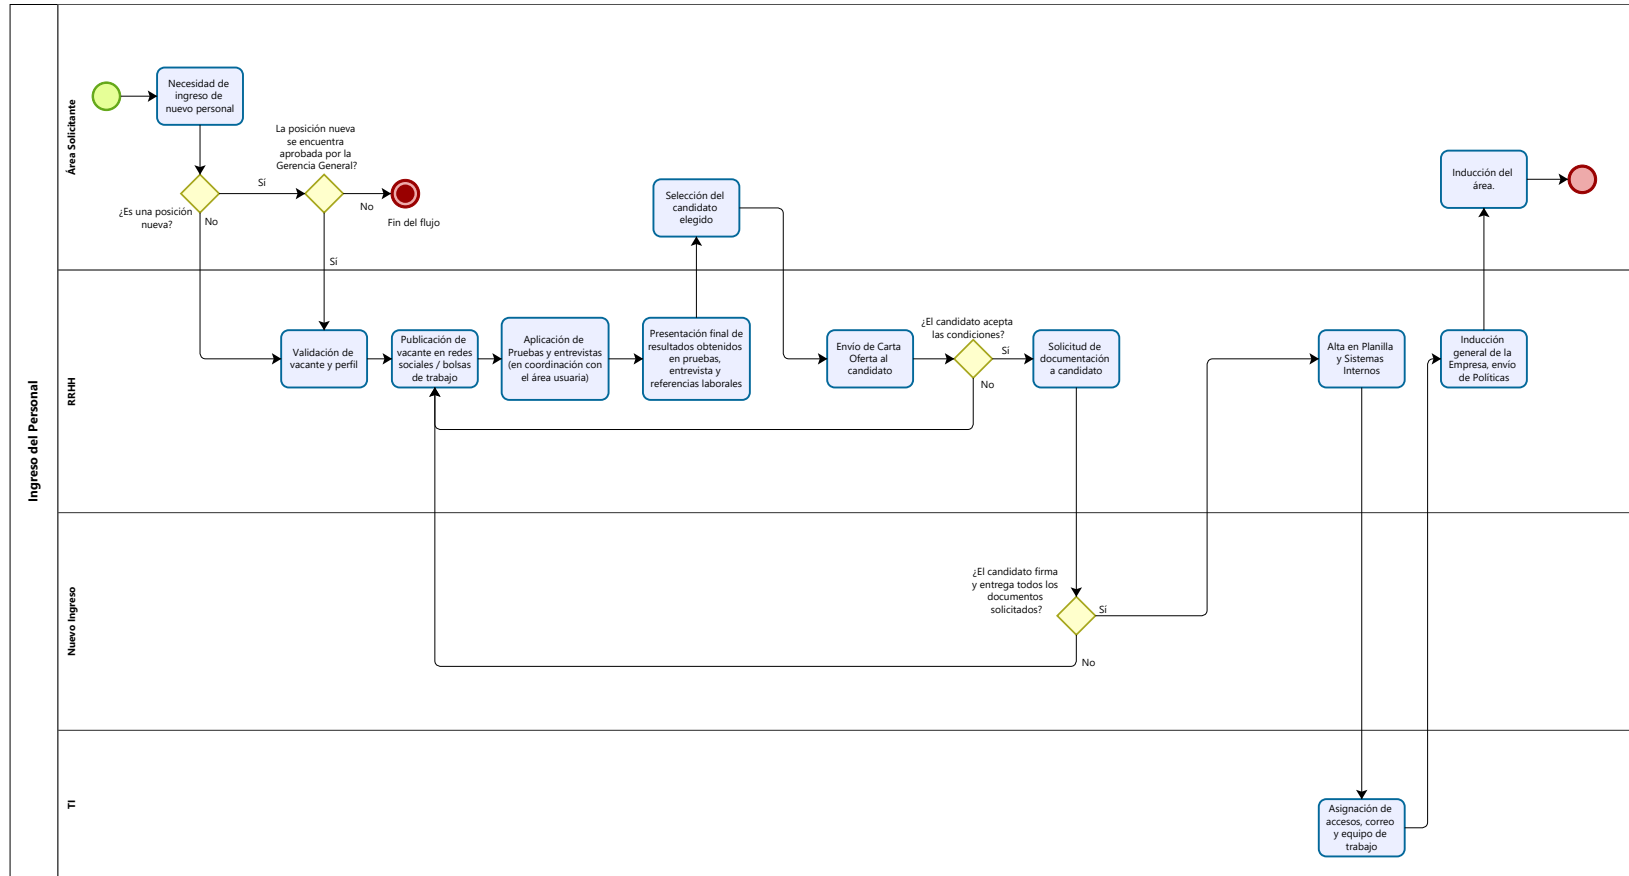 Ingreso del Personal
Área Solicitante
Necesidad de
ingreso de
nuevo personal
¿Es una posición
nueva?
Sí
No
La posición nueva
se encuentra
aprobada por la
Gerencia General?
No
Sí
Fin del flujo
Selección del
candidato
elegido
Inducción del
área.
RRHH
Validación de
vacante y perfil
Publicación de
vacante en redes
sociales / bolsas
de trabajo
Aplicación de
Pruebas y entrevistas
(en coordinación con
el área usuaria)
Presentación final de
resultados obtenidos
en pruebas,
entrevista y
referencias laborales
Envio de Carta
Oferta al
candidato
¿El candidato acepta
las condiciones?
Sí
No
Solicitud de
documentación
a candidato
Alta en Planilla
y Sistemas
Internos
Inducción
general de la
Empresa, envio
de Políticas
Nuevo Ingreso
¿El candidato firma
y entrega todos los
documentos
solicitados?
Sí
No
TI
Asignación de
accesos, correo
y equipo de
trabajo